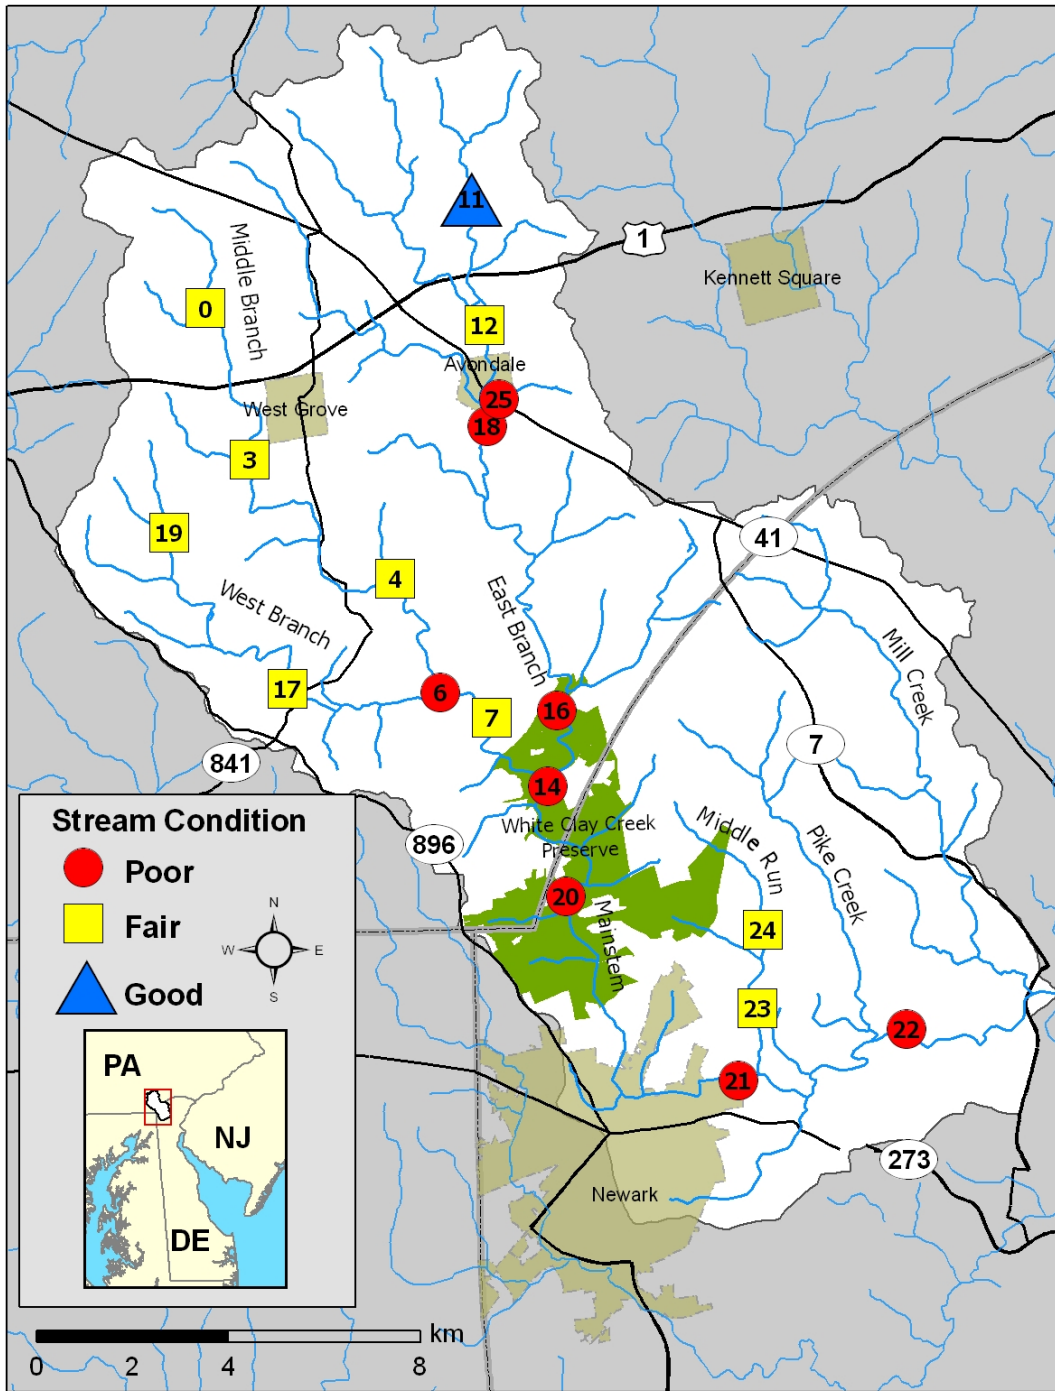 11
1
Middle Branch
Kennett Square
0
12
Avondale
25
West Grove
18
3
19
41
4
West Branch
East Branch
Mill Creek
17
6
16
7
7
841
14
White Clay Creek
Preserve
896
Middle Run
Pike Creek
20
Mainstem
24
23
22
21
273
Newark
Stream Condition
Poor
Fair
Good
N
W
E
S
PA
NJ
DE
km
0
2
4
8